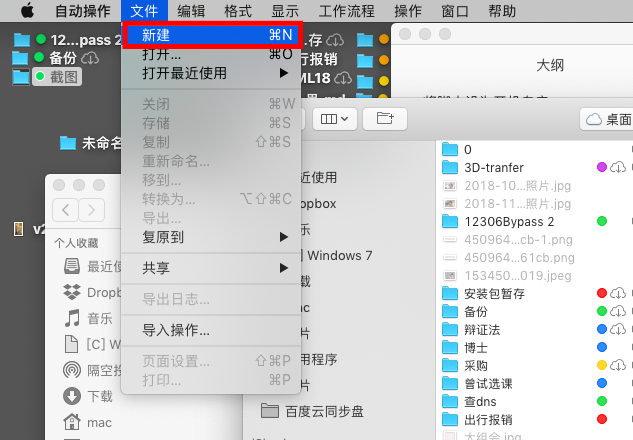 自动操作 文件 编辑 格式 显示 工作流程 操作 窗口 帮助
12...pass 2
备份
截图
未命名
新建 ⌘N
打开... ⌘O
打开最近使用
关闭 ⌘W
存储 ⌘S
复制 ⇧⌘S
重新命名...
移到...
转换为... ⌥⇧⌘C
导出...
复原到
共享
导出日志...
导入操作...
页面设置... ⇧⌘P
打印... ⌘P
个人收藏
最近使
Dropb
音乐
[C] W
隔空投
下载
mac
...存
行报销
ML18
大纲
桌面
近使用
opbox
乐
] Windows 7
载
ac
片
用程序
片
百度云同步盘
0
3D-tranfer
2018-10...照片.jpg
2018-11...照片.jpg
12306Bypass 2
450964...cb-1.png
450964...61cb.png
153450...019.jpeg
安装包暂存
备份
辩证法
博士
采购
曾试选课
查dns
出行报销
大组会.jpg